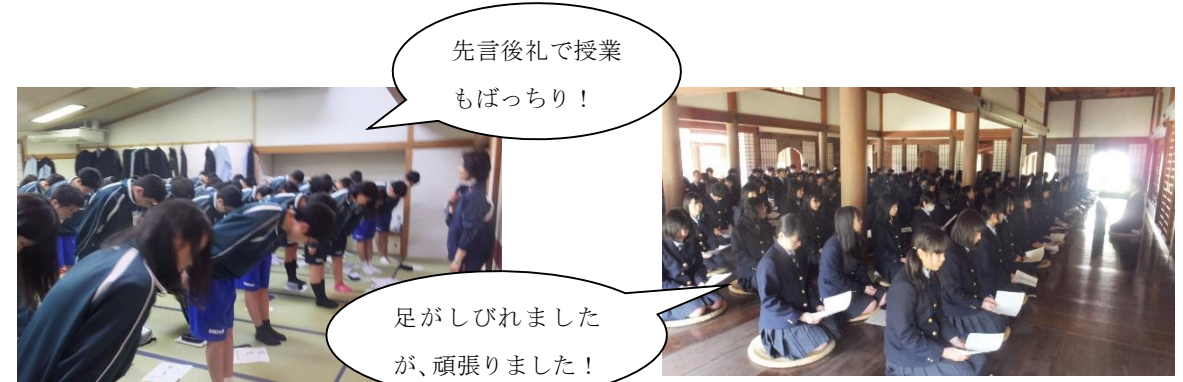 先言後礼で授業
もばっちり！
足がしびれました
が、頑張りました！